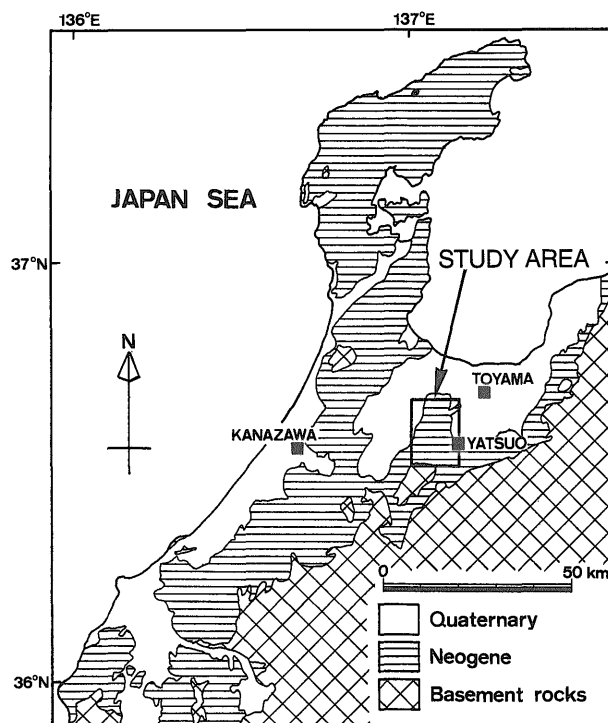 136°E
137°E
JAPAN SEA
37°N
STUDY AREA
N
TOYAMA
KANAZAWA
YATSUO
0 50 km
Quaternary
Neogene
36°N
Basement rocks